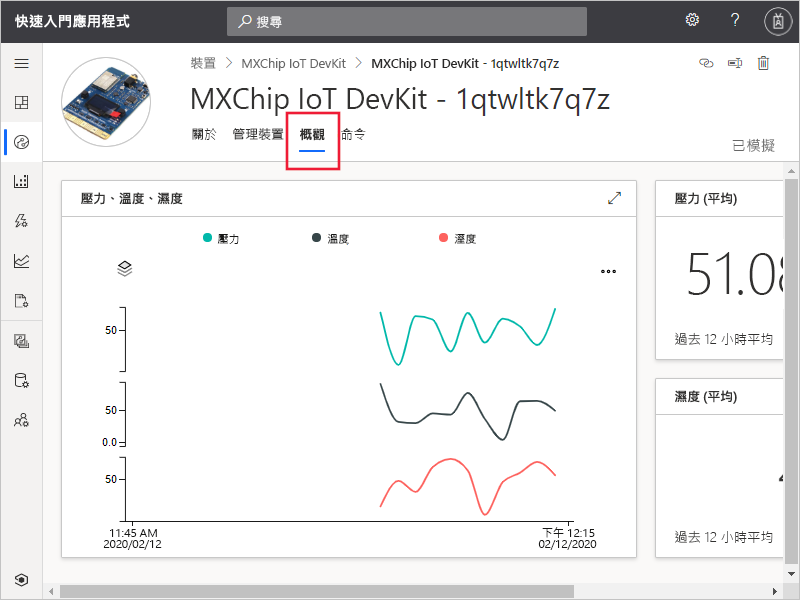 快速入門應用程式
搜尋
?
裝置 > MXChip IoT DevKit > MXChip IoT DevKit - 1qtwltk7q7z
MXChip IoT DevKit - 1qtwltk7q7z
關於 管理裝置 概觀 命令
已模擬
壓力、溫度、濕度
壓力 溫度 溼度
50
50
0.0
50
11:45 AM
2020/02/12
下午 12:15
02/12/2020
壓力 (平均)
51.08
過去 12 小時平均
濕度 (平均)
過去 12 小時平均